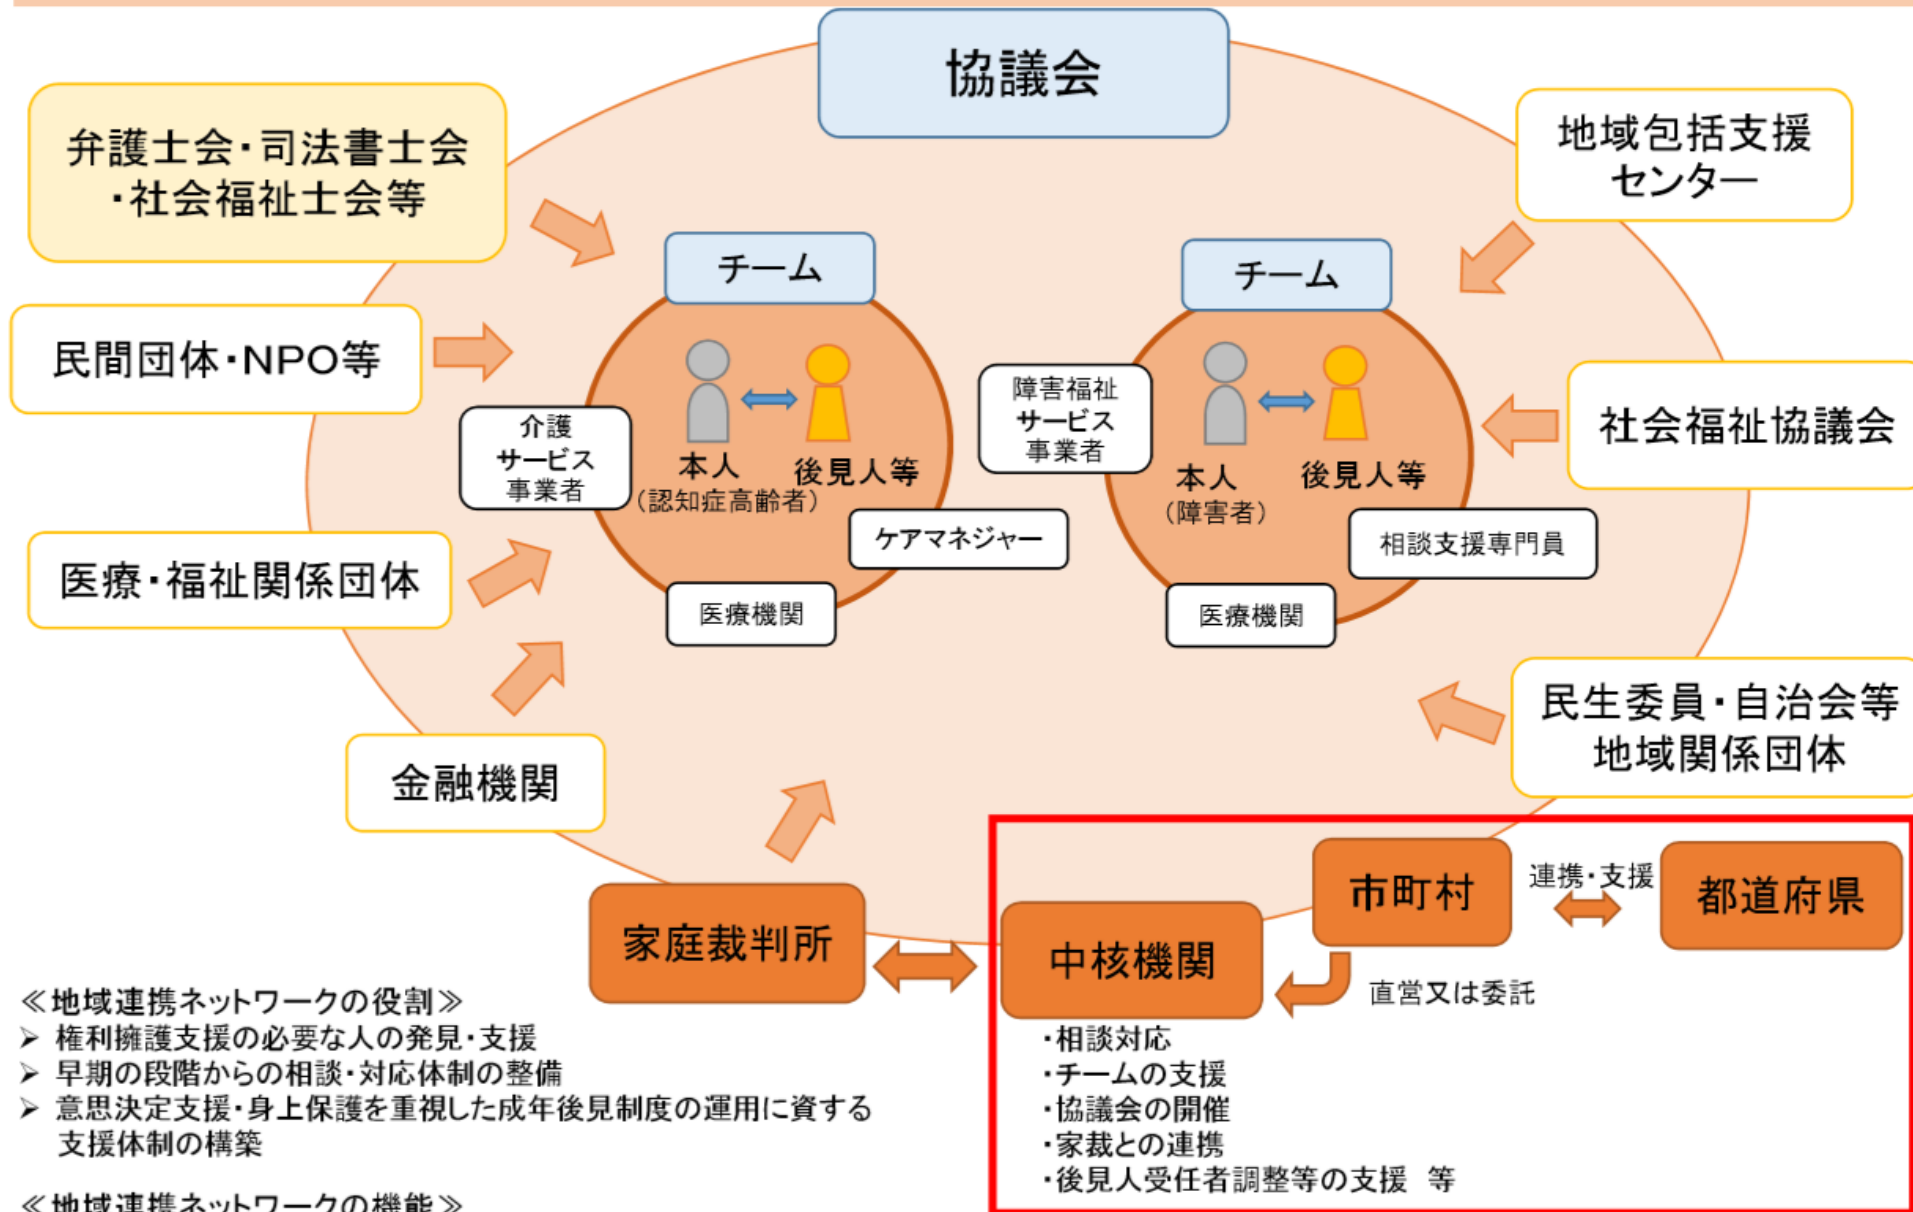 協議会
弁護士会・司法書士会
・社会福祉士会等
地域包括支援
センター
チーム
チーム
民間団体・NPO等
介護
サービス
事業者
本人
(認知症高齢者)
後見人等
ケアマネジャー
医療機関
障害福祉
サービス
事業者
本人
(障害者)
後見人等
相談支援専門員
医療機関
社会福祉協議会
医療・福祉関係団体
民生委員・自治会等
地域関係団体
金融機関
家庭裁判所
中核機関
市町村
連携・支援
都道府県
直営又は委託
・相談対応
・チームの支援
・協議会の開催
・家裁との連携
・後見人受任者調整等の支援 等
≪地域連携ネットワークの役割≫
➢ 権利擁護支援の必要な人の発見・支援
➢ 早期の段階からの相談・対応体制の整備
➢ 意思決定支援・身上保護を重視した成年後見制度の運用に資する
支援体制の構築
≪地域連携ネットワークの機能≫